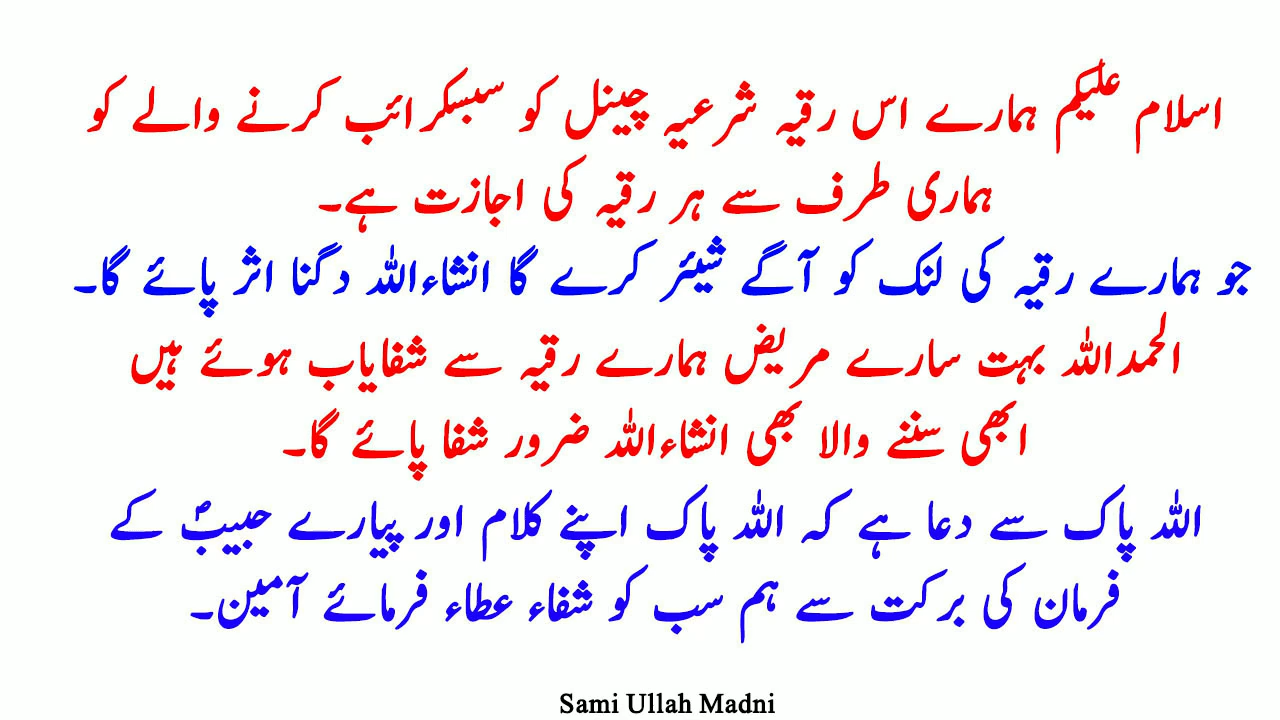 اسلام علیکم ہمارے اس رقیہ شرعیہ چینل کو سبسکرائب کرنے والے کو
ہماری طرف سے ہر رقیہ کی اجازت ہے۔
جو ہمارے رقیہ کی لنک کو آگے شیئر کرے گا انشاءاللہ دگنا اثر پائے گا۔
الحمداللہ بہت سارے مریض ہمارے رقیہ سے شفایاب ہوئے ہیں
ابھی سننے والا بھی انشاءاللہ ضرور شفا پائے گا۔
اللہ پاک سے دعا ہے کہ اللہ پاک اپنے کلام اور پیارے حبیبؐ کے
فرمان کی برکت سے ہم سب کو شفاء عطاء فرمائے آمین۔
Sami Ullah Madni